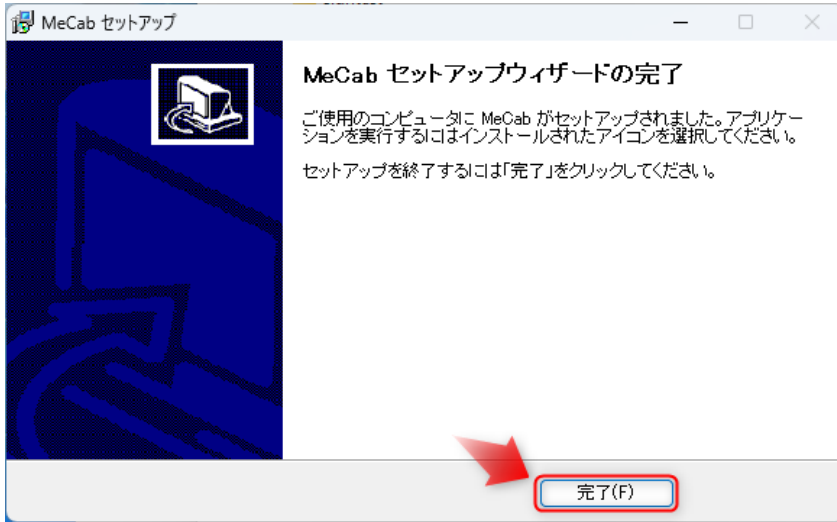 MeCab セットアップ
MeCab セットアップウィザードの完了
ご使用のコンピュータに MeCab がセットアップされました。アプリケー
ションを実行するにはインストールされたアイコンを選択してください。
セットアップを終了するには「完了」をクリックしてください。
完了(F)